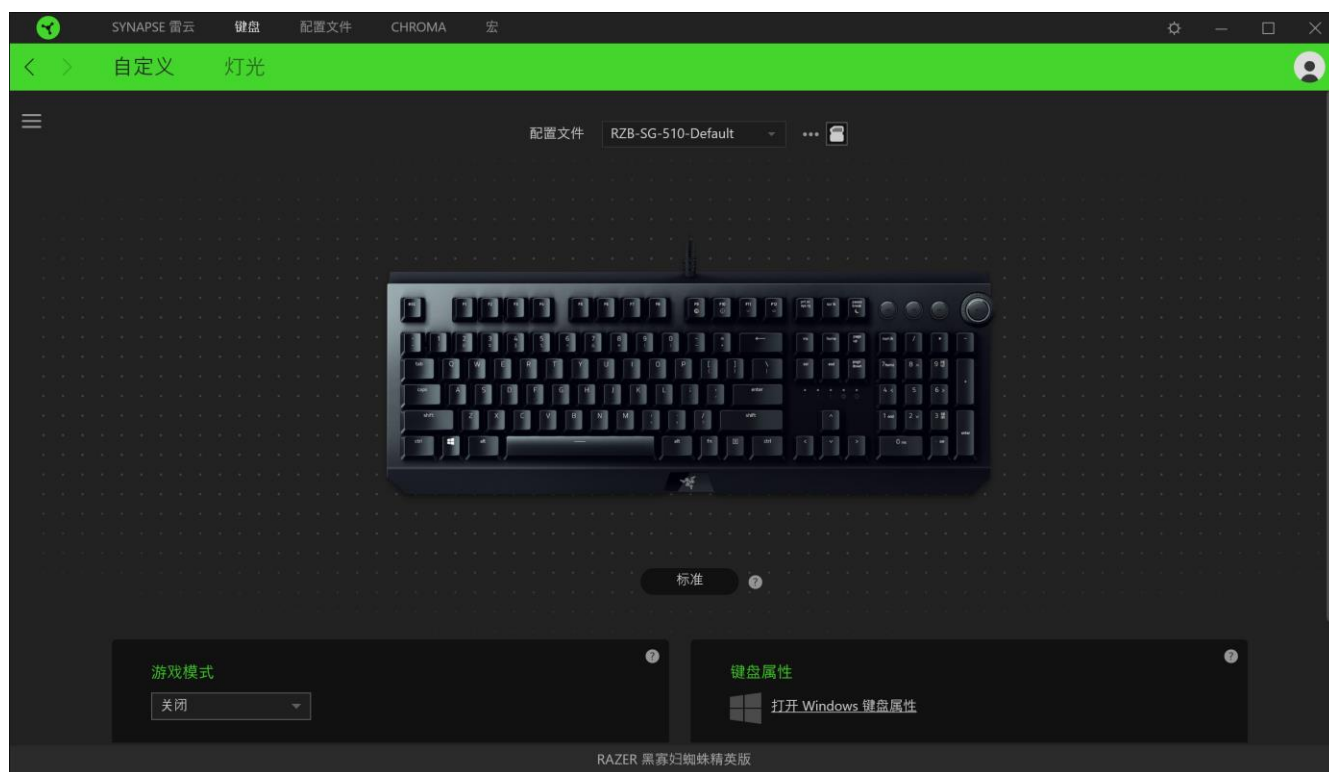 SYNAPSE 雷云 键盘 配置文件 CHROMA 宏
自定义 灯光
配置文件 RZB-SG-510-Default
标准
游戏模式
关闭
键盘属性
打开 Windows 键盘属性
RAZER 黑寡妇蜘蛛精英版